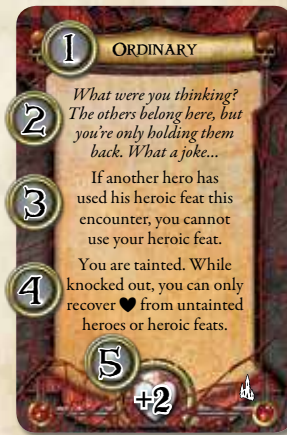 1 ORDINARY
What were you thinking?
2 The others belong here, but
you're only holding them
back. What a joke...
If another hero has
3 used his heroic feat this
encounter, you cannot
use your heroic feat.
You are tainted. While
4 knocked out, you can only
recover ♥ from untainted
heroes or heroic feats.
5
+2